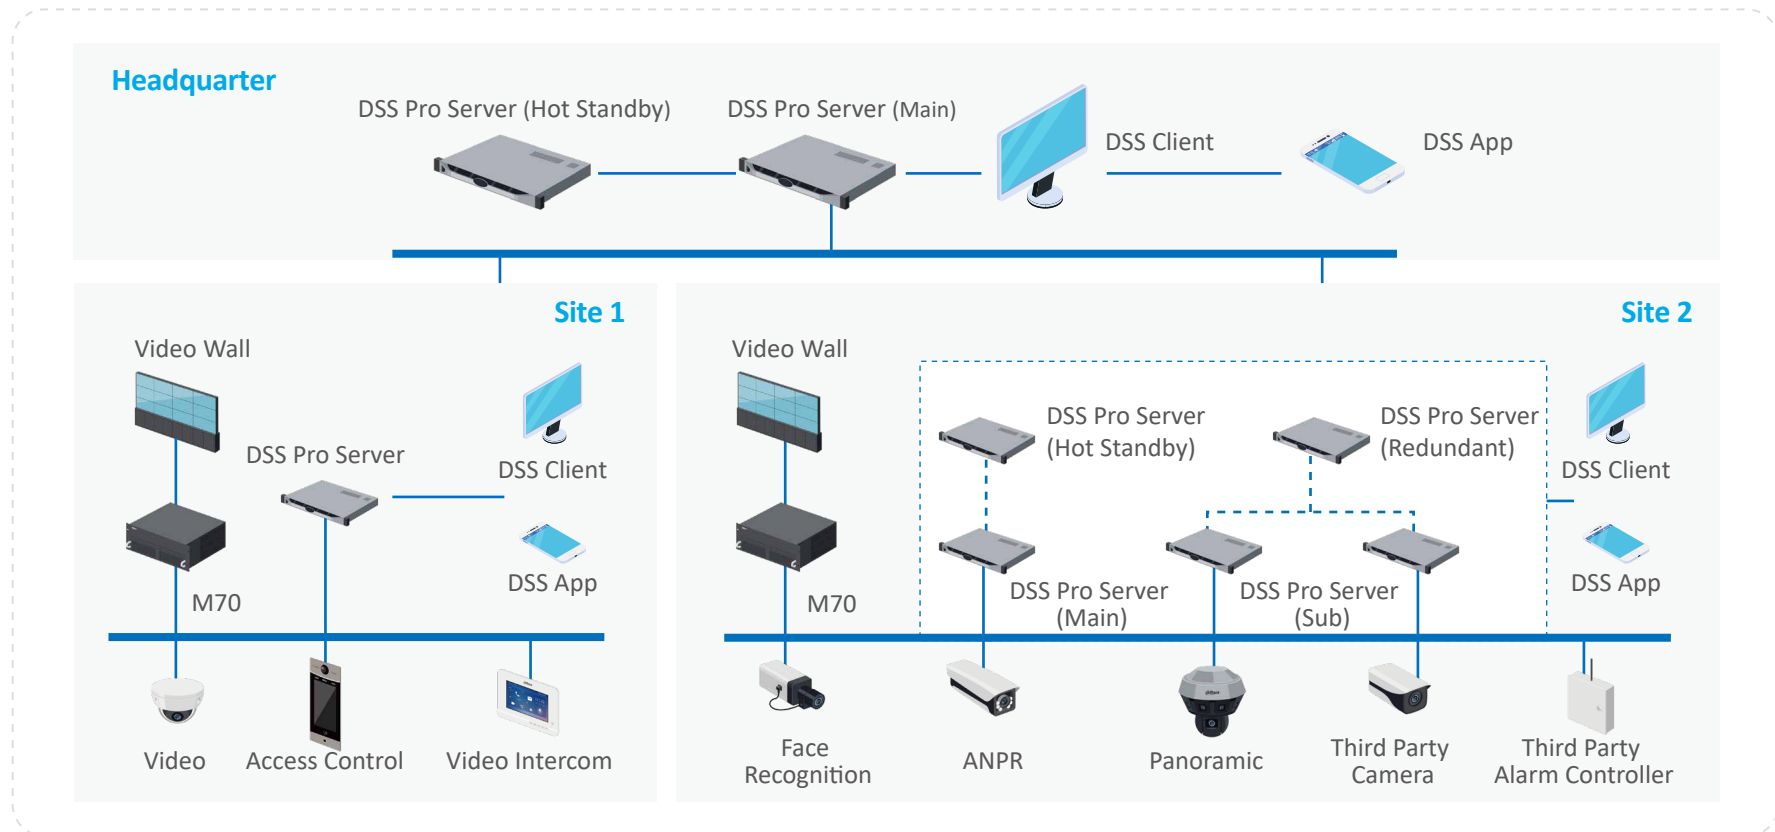 Headquarter
DSS Pro Server (Hot Standby)
DSS Pro Server (Main)
DSS Client
DSS App
Site 1
Video Wall
DSS Pro Server
DSS Client
M70
DSS App
Video
Access Control
Video Intercom
Site 2
Video Wall
DSS Pro Server
(Hot Standby)
DSS Pro Server
(Redundant)
DSS Client
M70
DSS Pro Server
(Main)
DSS Pro Server
(Sub)
DSS App
Face
Recognition
ANPR
Panoramic
Third Party
Camera
Third Party
Alarm Controller